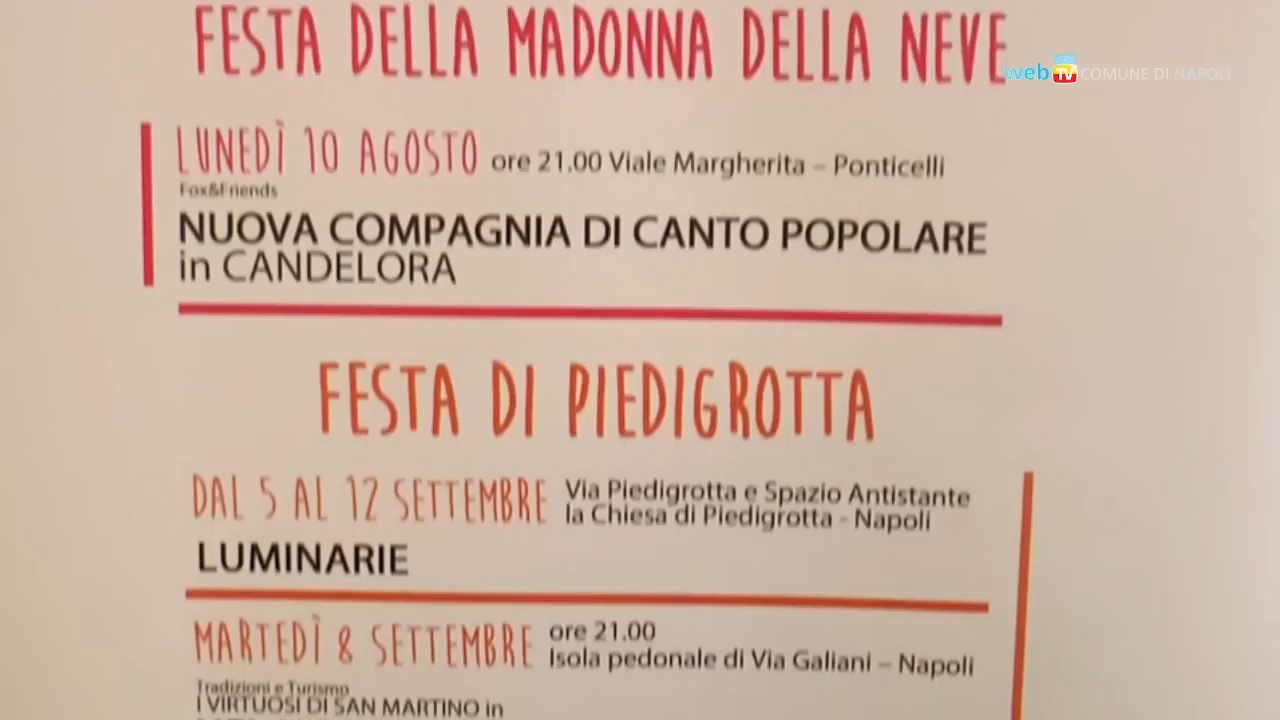 FESTA DELLA MADONNA DELLA NEVE
web TV COMUNE DI NAPOLI
LUNEDÌ 10 AGOSTO ore 21.00 Viale Margherita – Ponticelli
Fox&Friends
NUOVA COMPAGNIA DI CANTO POPOLARE
in CANDELORA
FESTA DI PIEDIGROTTA
DAL 5 AL 12 SETTEMBRE Via Piedigrotta e Spazio Antistante
la Chiesa di Piedigrotta - Napoli
LUMINARIE
MARTEDÌ 8 SETTEMBRE ore 21.00
Isola pedonale di Via Galiani – Napoli
Tradizioni e Turismo
I VIRTUOSI DI SAN MARTINO in